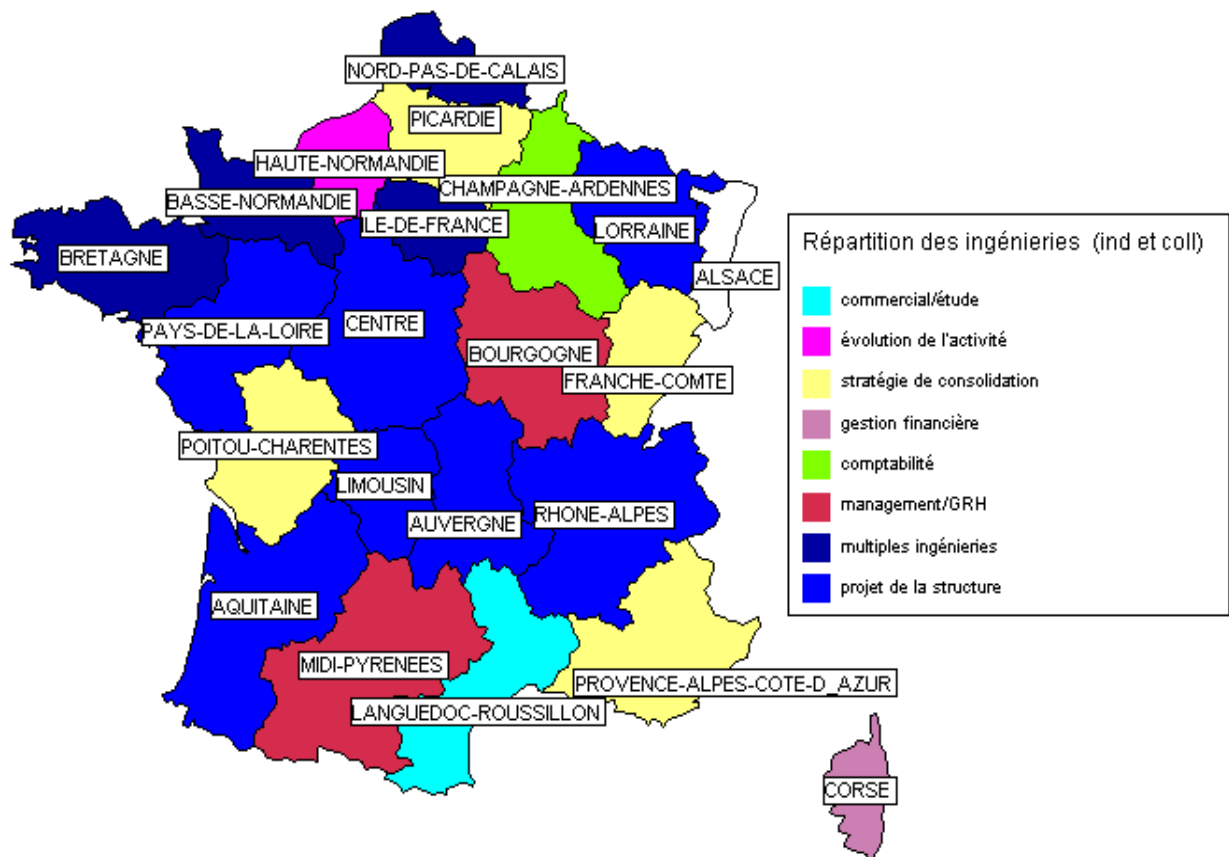 NORD-PAS-DE-CALAIS
PICARDIE
HAUTE-NORMANDIE
CHAMPAGNE-ARDENNES
BASSE-NORMANDIE
ILE-DE-FRANCE
LORRAINE
BRETAGNE
ALSACE
PAYS-DE-LA-LOIRE
CENTRE
BOURGOGNE
FRANCHE-COMTE
POITOU-CHARENTES
LIMOUSIN
AUVERGNE
RHONE-ALPES
AQUITAINE
MIDI-PYRENEES
PROVENCE-ALPES-COTE-D_AZUR
LANGUEDOC-ROUSSILLON
CORSE
Répartition des ingénieries (ind et coll)
commercial/étude
évolution de l'activité
stratégie de consolidation
gestion financière
comptabilité
management/GRH
multiples ingénieries
projet de la structure